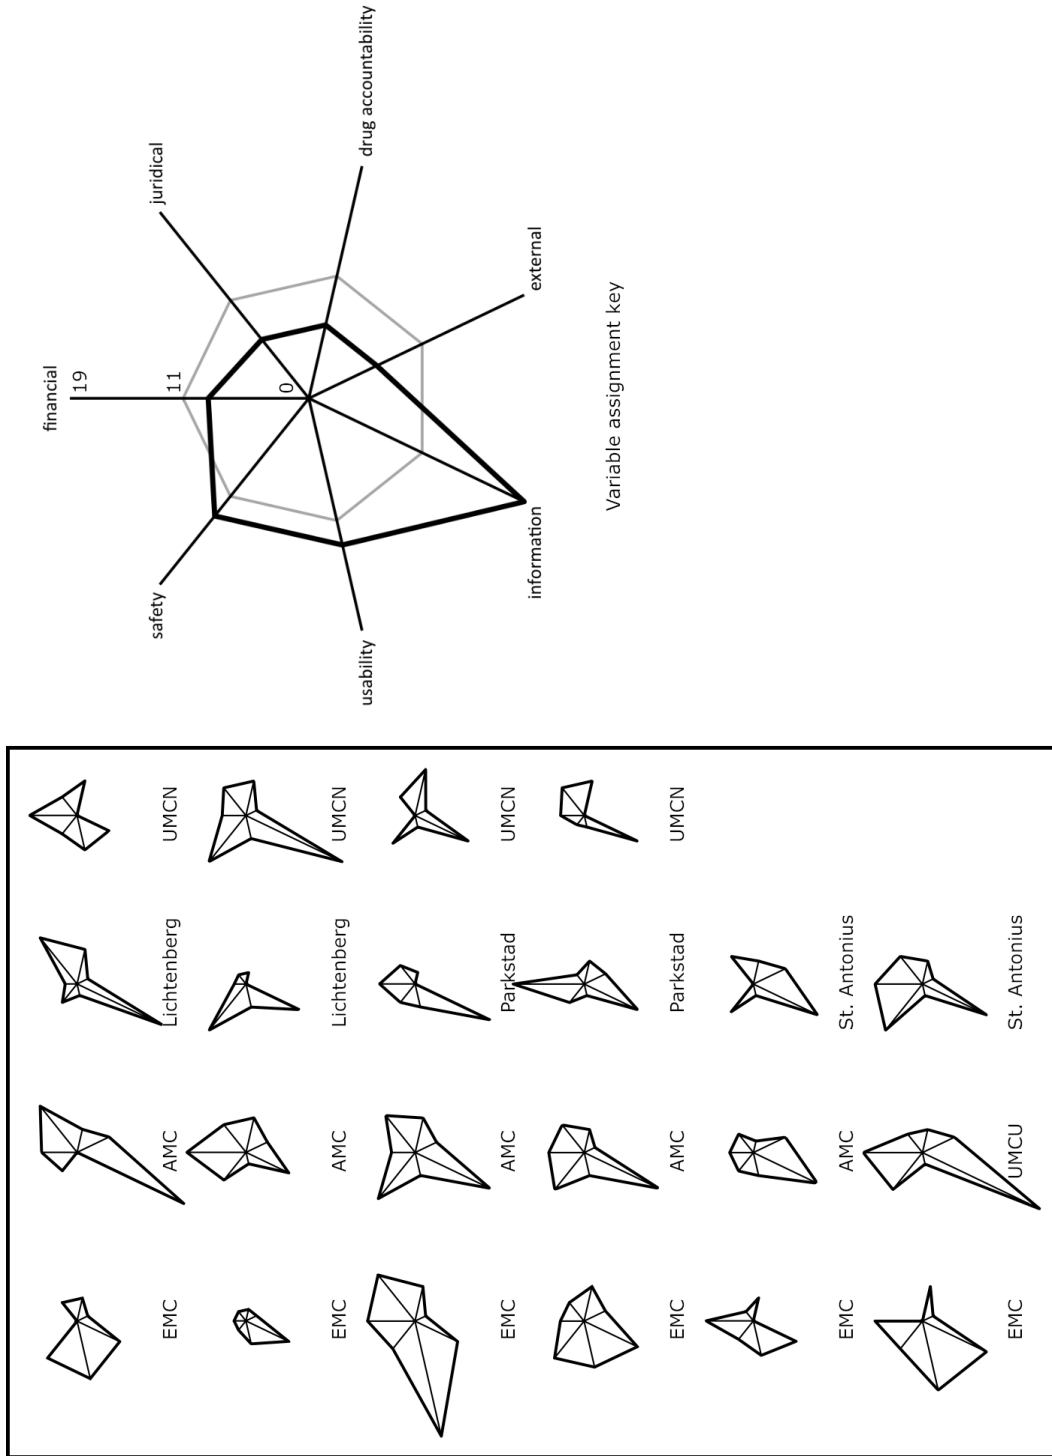 financial
19
11
0
juridical
drug accountability
external
information
usability
safety
Variable assignment key
EMC
AMC
Lichtenberg
UMCN
EMC
AMC
Lichtenberg
UMCN
EMC
AMC
Parkstad
UMCN
EMC
AMC
Parkstad
UMCN
EMC
AMC
St. Antonius
EMC
UMCU
St. Antonius